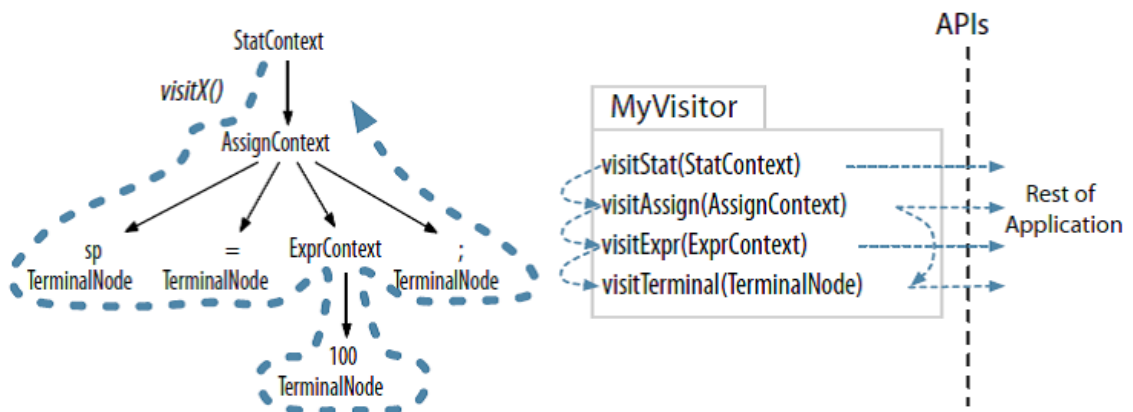 StatContext
visitX()
AssignContext
sp
TerminalNode
=
TerminalNode
ExprContext
;
TerminalNode
100
TerminalNode
APIs
MyVisitor
visitStat(StatContext)
visitAssign(AssignContext)
visitExpr(ExprContext)
visitTerminal(TerminalNode)
Rest of
Application